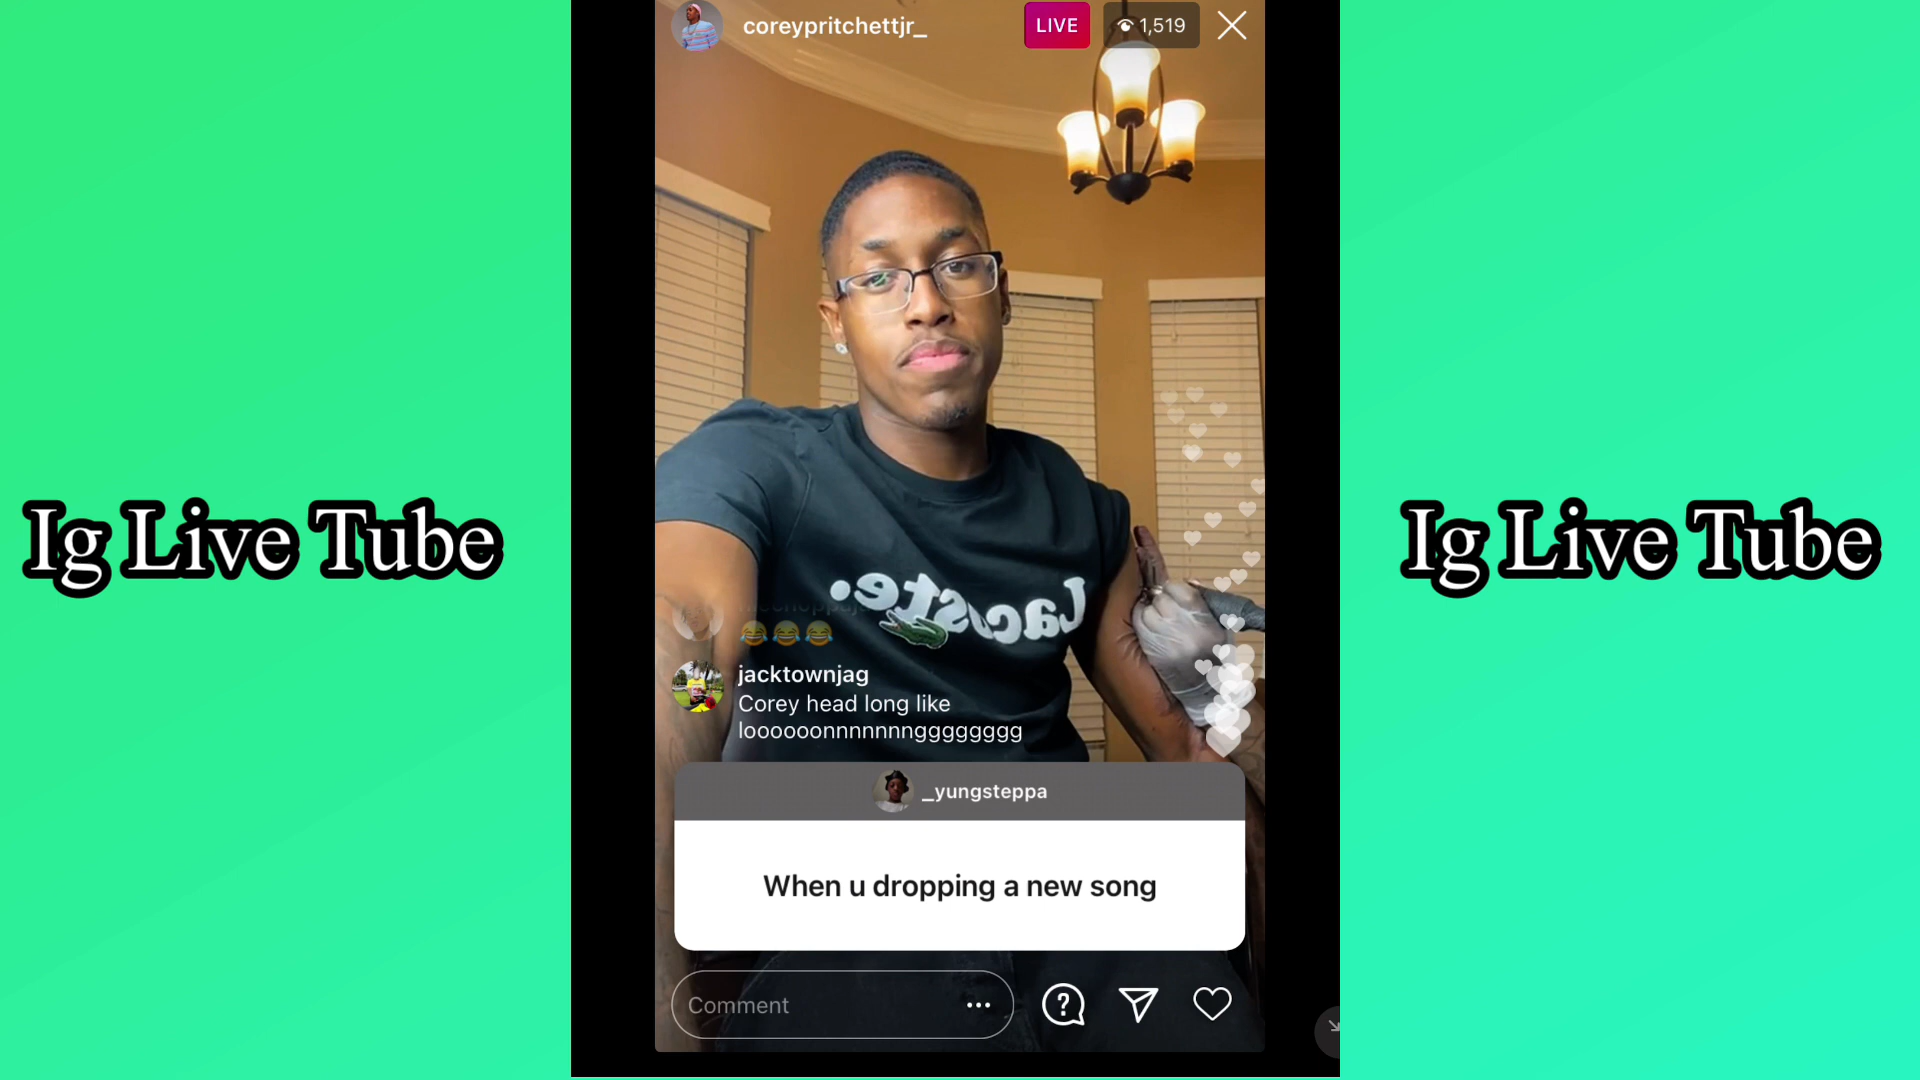 coreypritchettjr_
LIVE
1,519
Ig Live Tube
Ig Live Tube
Lacoste.
😂😂😂
jacktownjag
Corey head long like
loooooonnnnnnngggggggg
_yungsteppa
When u dropping a new song
Comment